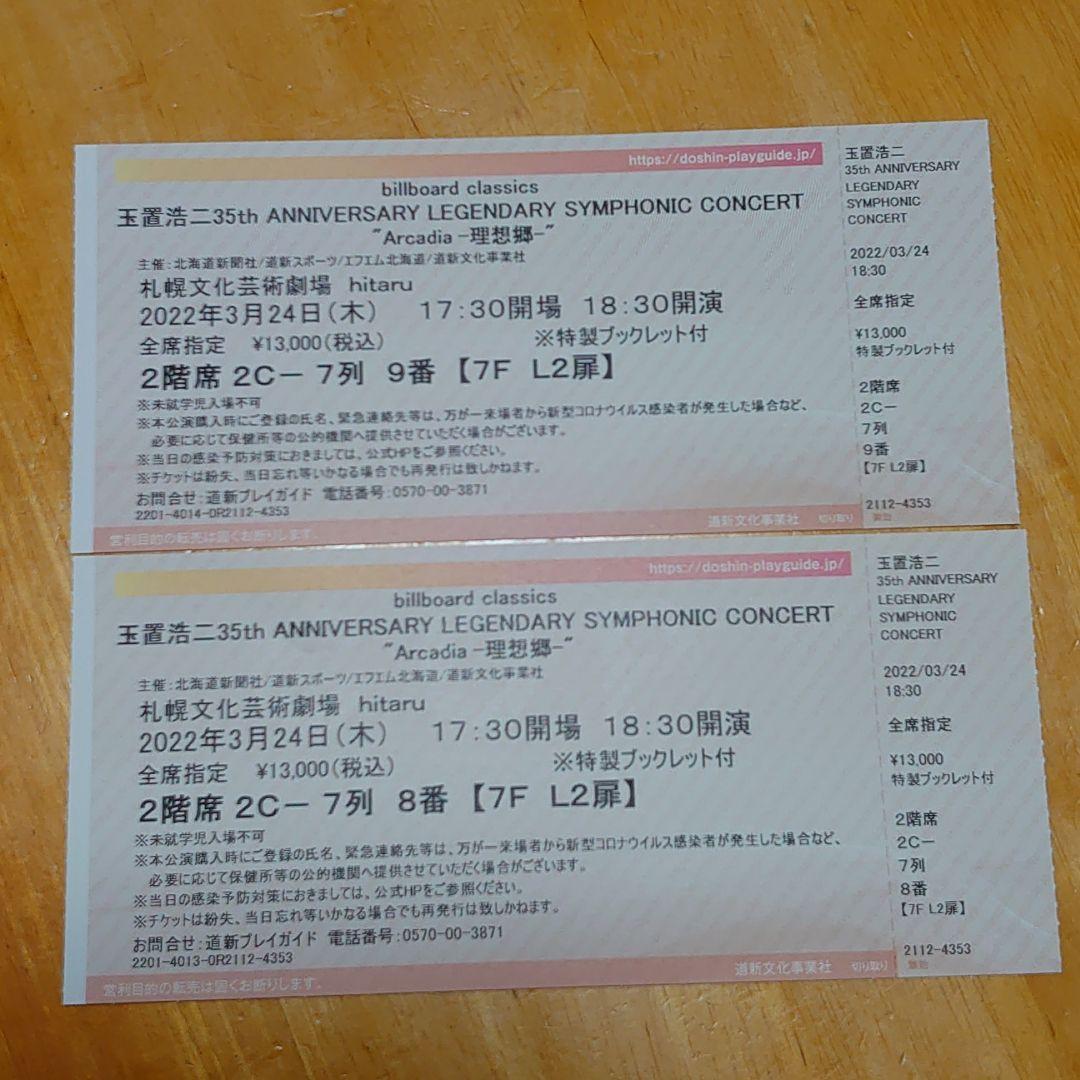 https://doshin-playguide.jp/
billboard classics
玉置浩二35th ANNIVERSARY LEGENDARY SYMPHONIC CONCERT
"Arcadia -理想郷-"
主催:北海道新聞社/道新スポーツ/エフエム北海道/道新文化事業社
札幌文化芸術劇場 hitaru
2022年3月24日(木) 17:30開場 18:30開演
全席指定 ¥13,000(税込) ※特製ブックレット付
2階席 2C- 7列 9番 【7F L2扉】
※未就学児入場不可
※本公演購入時にご登録の氏名、緊急連絡先等は、万が一来場者から新型コロナウイルス感染者が発生した場合など、
必要に応じて保健所等の公的機関へ提供させていただく場合がございます。
※当日の感染予防対策におきましては、公式HPをご参照ください。
※チケットは紛失、当日忘れ等いかなる場合でも再発行は致しかねます。
お問合せ:道新プレイガイド 電話番号:0570-00-3871
2201-4014-0R2112-4353
営利目的の転売は固くお断りします。
道新文化事業社 切り取り
玉置浩二
35th ANNIVERSARY
LEGENDARY
SYMPHONIC
CONCERT
2022/03/24
18:30
全席指定
¥13,000
特製ブックレット付
2階席
2C-
7列
9番
【7F L2扉】
2112-4353
無効
https://doshin-playguide.jp/
billboard classics
玉置浩二35th ANNIVERSARY LEGENDARY SYMPHONIC CONCERT
"Arcadia -理想郷-"
主催:北海道新聞社/道新スポーツ/エフエム北海道/道新文化事業社
札幌文化芸術劇場 hitaru
2022年3月24日(木) 17:30開場 18:30開演
全席指定 ¥13,000(税込) ※特製ブックレット付
2階席 2C- 7列 8番 【7F L2扉】
※未就学児入場不可
※本公演購入時にご登録の氏名、緊急連絡先等は、万が一来場者から新型コロナウイルス感染者が発生した場合など、
必要に応じて保健所等の公的機関へ提供させていただく場合がございます。
※当日の感染予防対策におきましては、公式HPをご参照ください。
※チケットは紛失、当日忘れ等いかなる場合でも再発行は致しかねます。
お問合せ:道新プレイガイド 電話番号:0570-00-3871
2201-4013-0R2112-4353
営利目的の転売は固くお断りします。
道新文化事業社 切り取り
玉置浩二
35th ANNIVERSARY
LEGENDARY
SYMPHONIC
CONCERT
2022/03/24
18:30
全席指定
¥13,000
特製ブックレット付
2階席
2C-
7列
8番
【7F L2扉】
2112-4353
無効